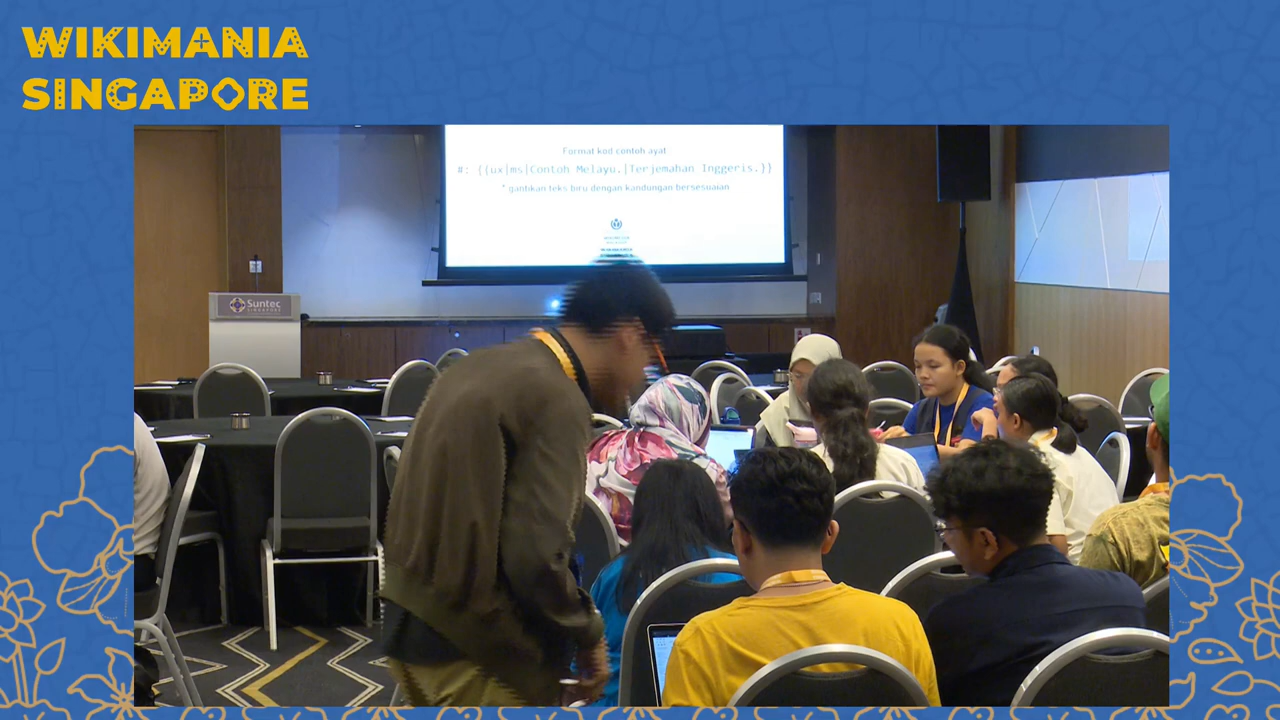 WIKIMANIA
SINGAPORE
Format kod contoh ayat
#: {{ux|ms|Contoh Melayu.|Terjemahan Inggeris.}}
* gantikan teks biru dengan kandungan bersesuaian
Suntec
SINGAPORE